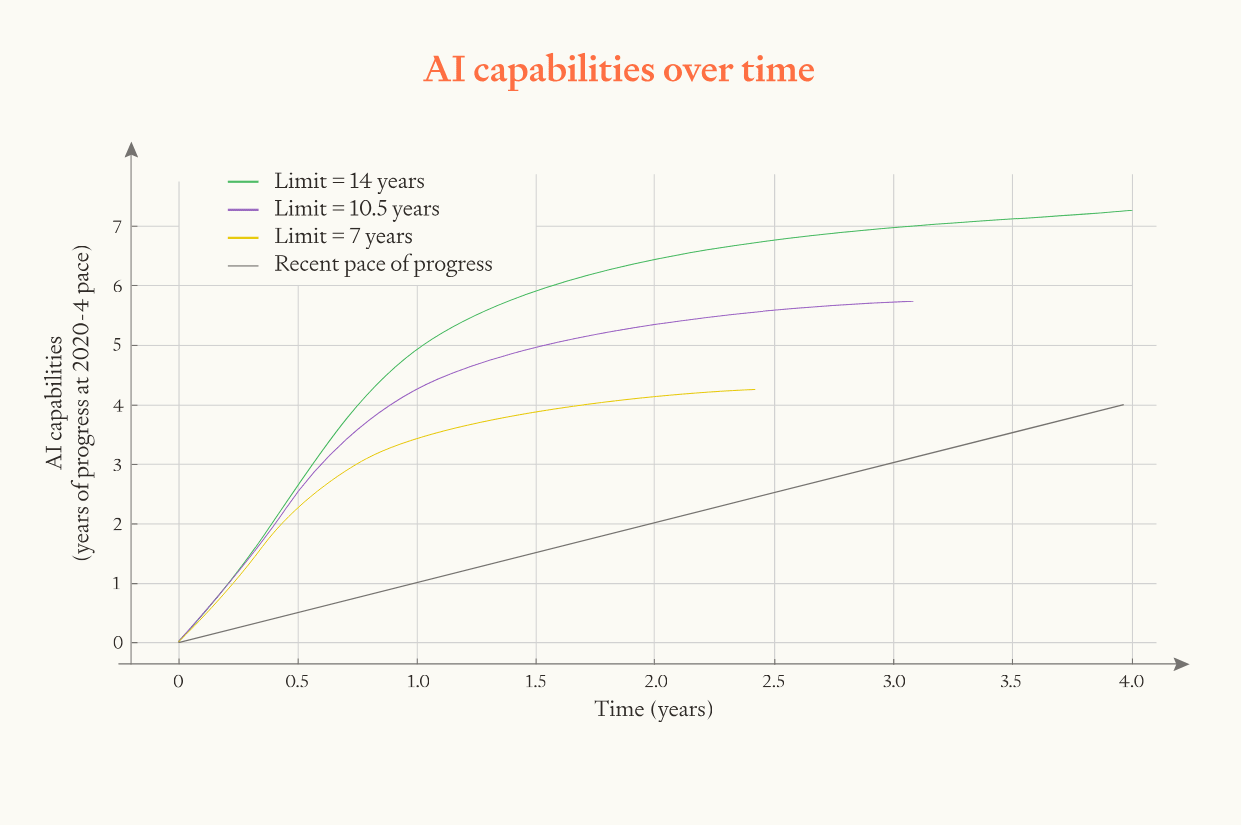 AI capabilities over time
Limit = 14 years
Limit = 10.5 years
Limit = 7 years
Recent pace of progress
AI capabilities
(years of progress at 2020-4 pace)
7
6
5
4
3
2
1
0
0 0.5 1.0 1.5 2.0 2.5 3.0 3.5 4.0
Time (years)